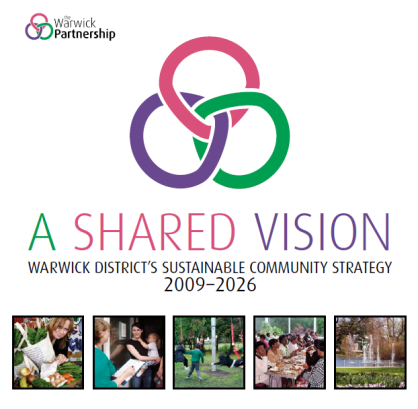 the
Warwick
Partnership
A SHARED VISION
WARWICK DISTRICT'S SUSTAINABLE COMMUNITY STRATEGY
2009–2026